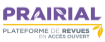 PRAIRIAL
PLATEFORME DE REVUES
EN ACCÈS OUVERT